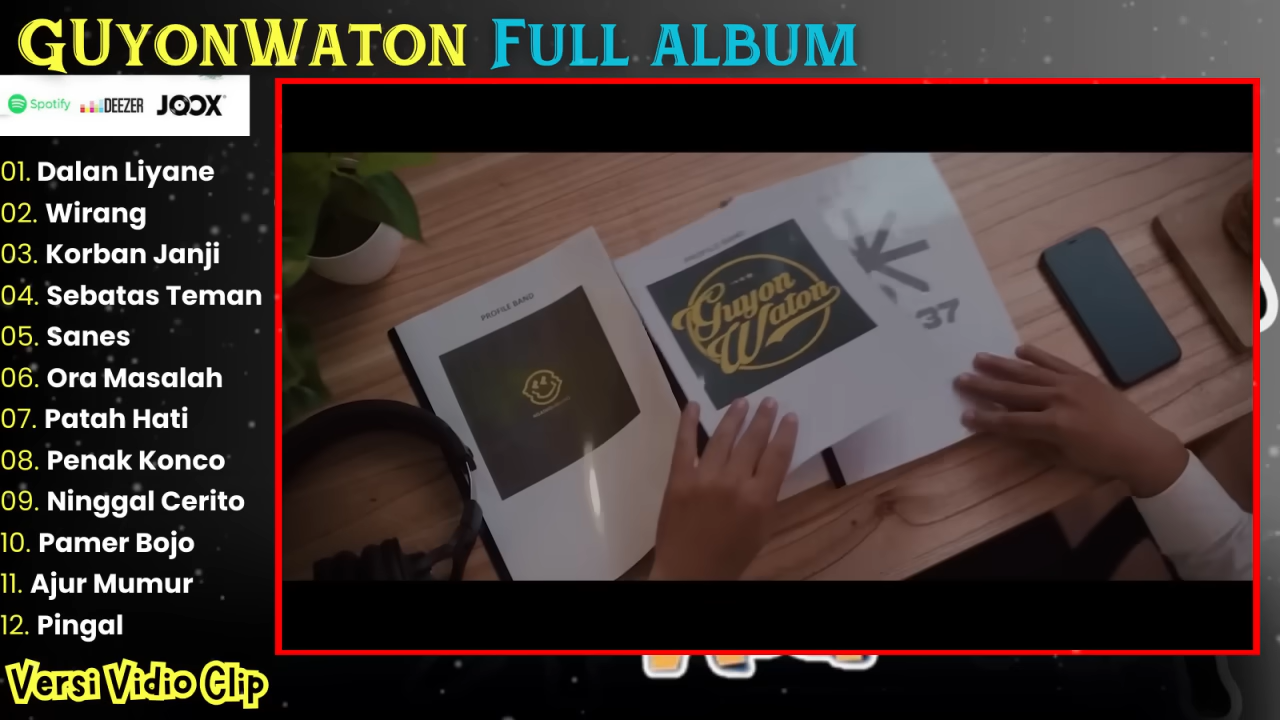 GUYONWATON FULL ALBUM
Spotify DEEZER JOOX
01. Dalan Liyane
02. Wirang
03. Korban Janji
04. Sebatas Teman
05. Sanes
06. Ora Masalah
07. Patah Hati
08. Penak Konco
09. Ninggal Cerito
10. Pamer Bojo
11. Ajur Mumur
12. Pingal
Versi Vidio Clip
PROFILE BAND
PROFILE BAND
Guyon
Waton
37